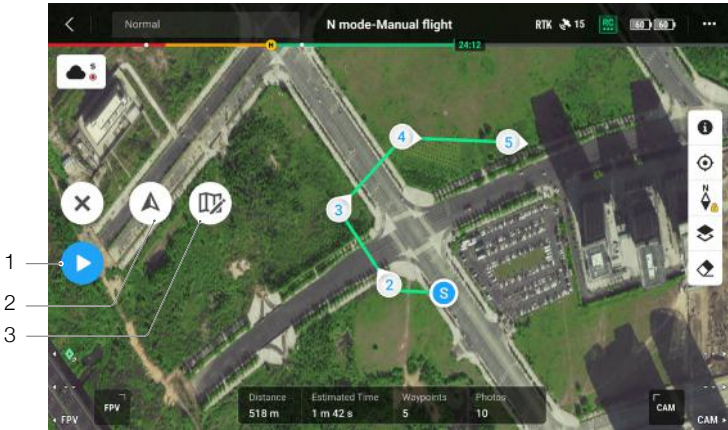 Normal
N mode-Manual flight
RTK 15 RC 60 60
H
24:12
S
N
4
5
3
2
S
1
2
3
FPV
FPV
Distance Estimated Time Waypoints Photos
518 m 1 m 42 s 5 10
CAM
CAM